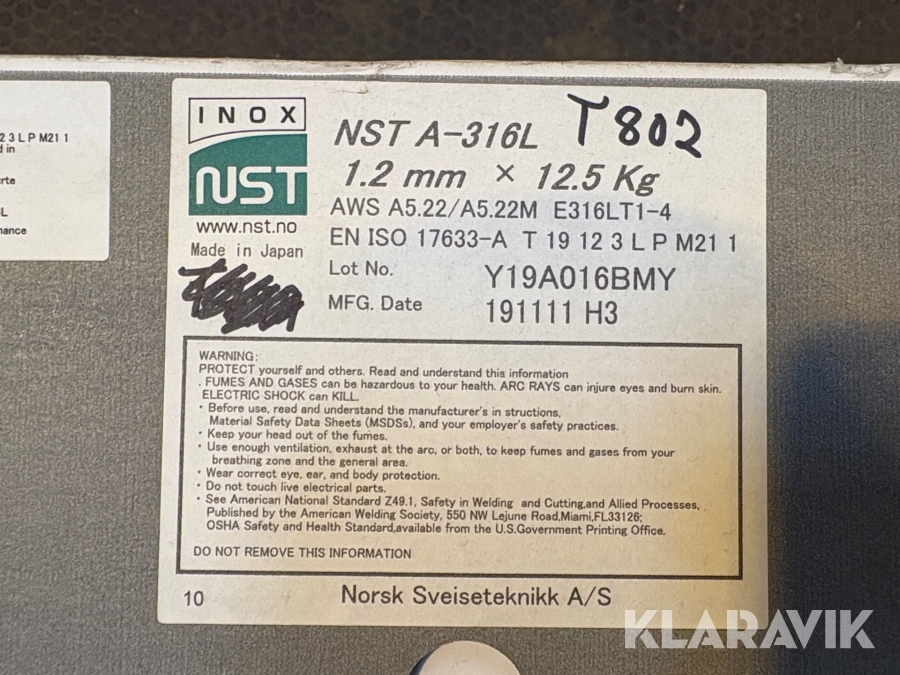 2 3 L P M21 1
d in
rte
L
nance
INOX
NST
www.nst.no
Made in Japan
NST A-316L T802
1.2 mm × 12.5 Kg
AWS A5.22/A5.22M E316LT1-4
EN ISO 17633-A T 19 12 3 L P M21 1
Lot No. Y19A016BMY
MFG. Date 191111 H3
WARNING:
PROTECT yourself and others. Read and understand this information
. FUMES AND GASES can be hazardous to your health. ARC RAYS can injure eyes and burn skin.
ELECTRIC SHOCK can KILL.
• Before use, read and understand the manufacturer's in structions,
Material Safety Data Sheets (MSDSs), and your employer's safety practices.
• Keep your head out of the fumes.
• Use enough ventilation, exhaust at the arc, or both, to keep fumes and gases from your
breathing zone and the general area.
• Wear correct eye, ear, and body protection.
• Do not touch live electrical parts.
• See American National Standard Z49.1, Safety in Welding and Cutting,and Allied Processes,
Published by the American Welding Society, 550 NW Lejune Road,Miami,FL33126;
OSHA Safety and Health Standard,available from the U.S.Government Printing Office.
DO NOT REMOVE THIS INFORMATION
10 Norsk Sveiseteknikk A/S
KLARAVIK